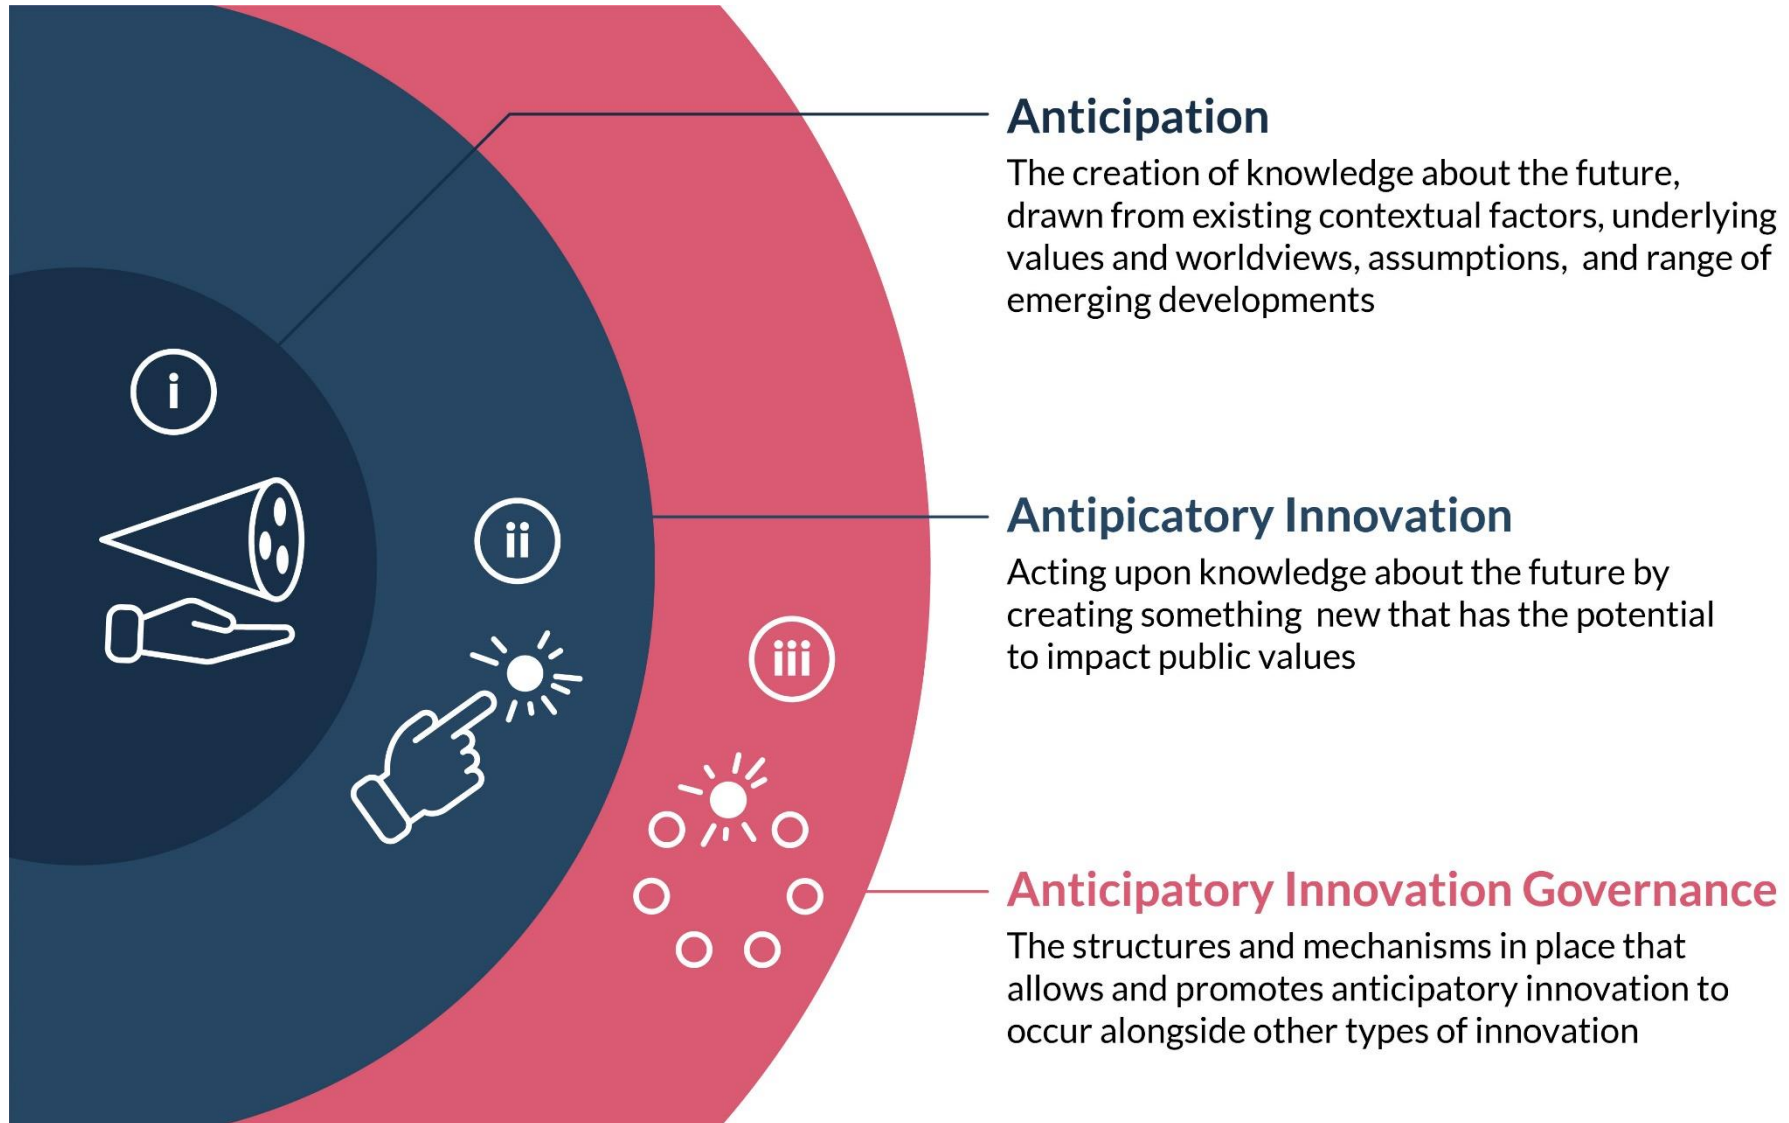 i
ii
iii
Anticipation
The creation of knowledge about the future,
drawn from existing contextual factors, underlying
values and worldviews, assumptions, and range of
emerging developments
Antipicatory Innovation
Acting upon knowledge about the future by
creating something new that has the potential
to impact public values
Anticipatory Innovation Governance
The structures and mechanisms in place that
allows and promotes anticipatory innovation to
occur alongside other types of innovation